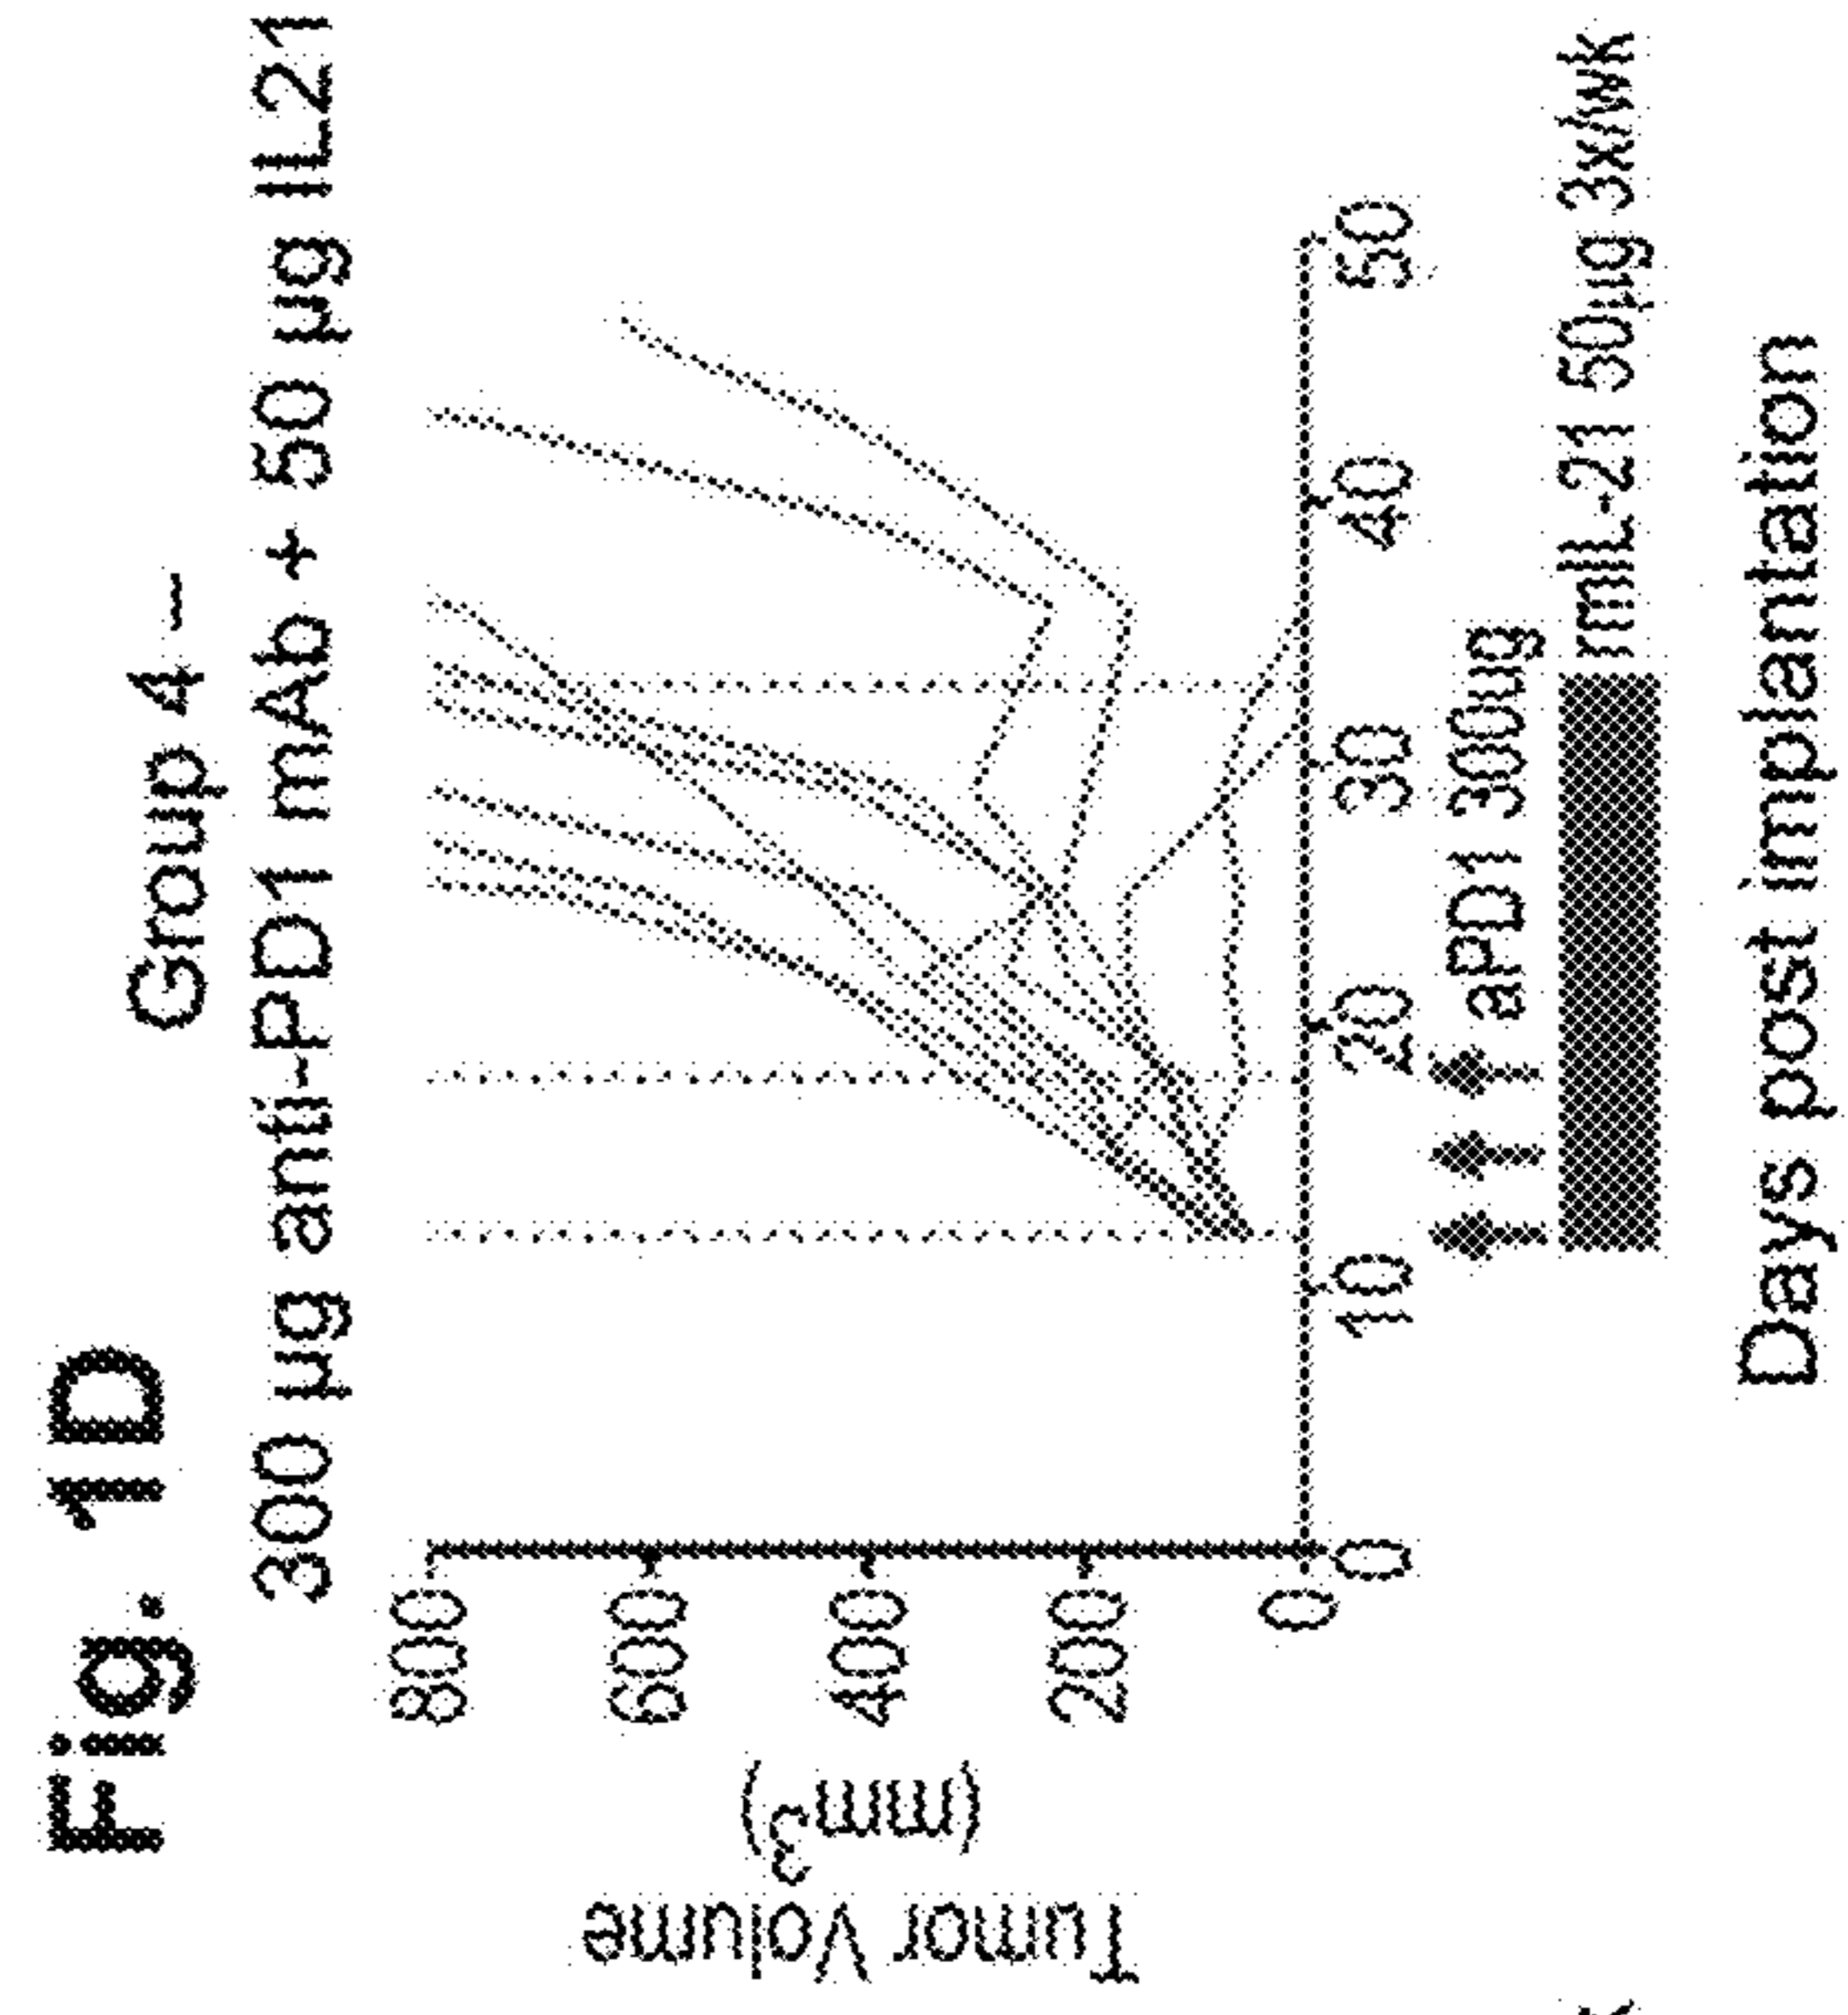 Fig. 1D
Group 4 –
300 µg anti-PD1 mAb + 50 µg IL21
Tumor Volume
(mm3)
800
600
400
200
0
0
10
20
30
40
50
aPD1 300ug
rmIL-21 50µg 3x/wk
Days post implantation